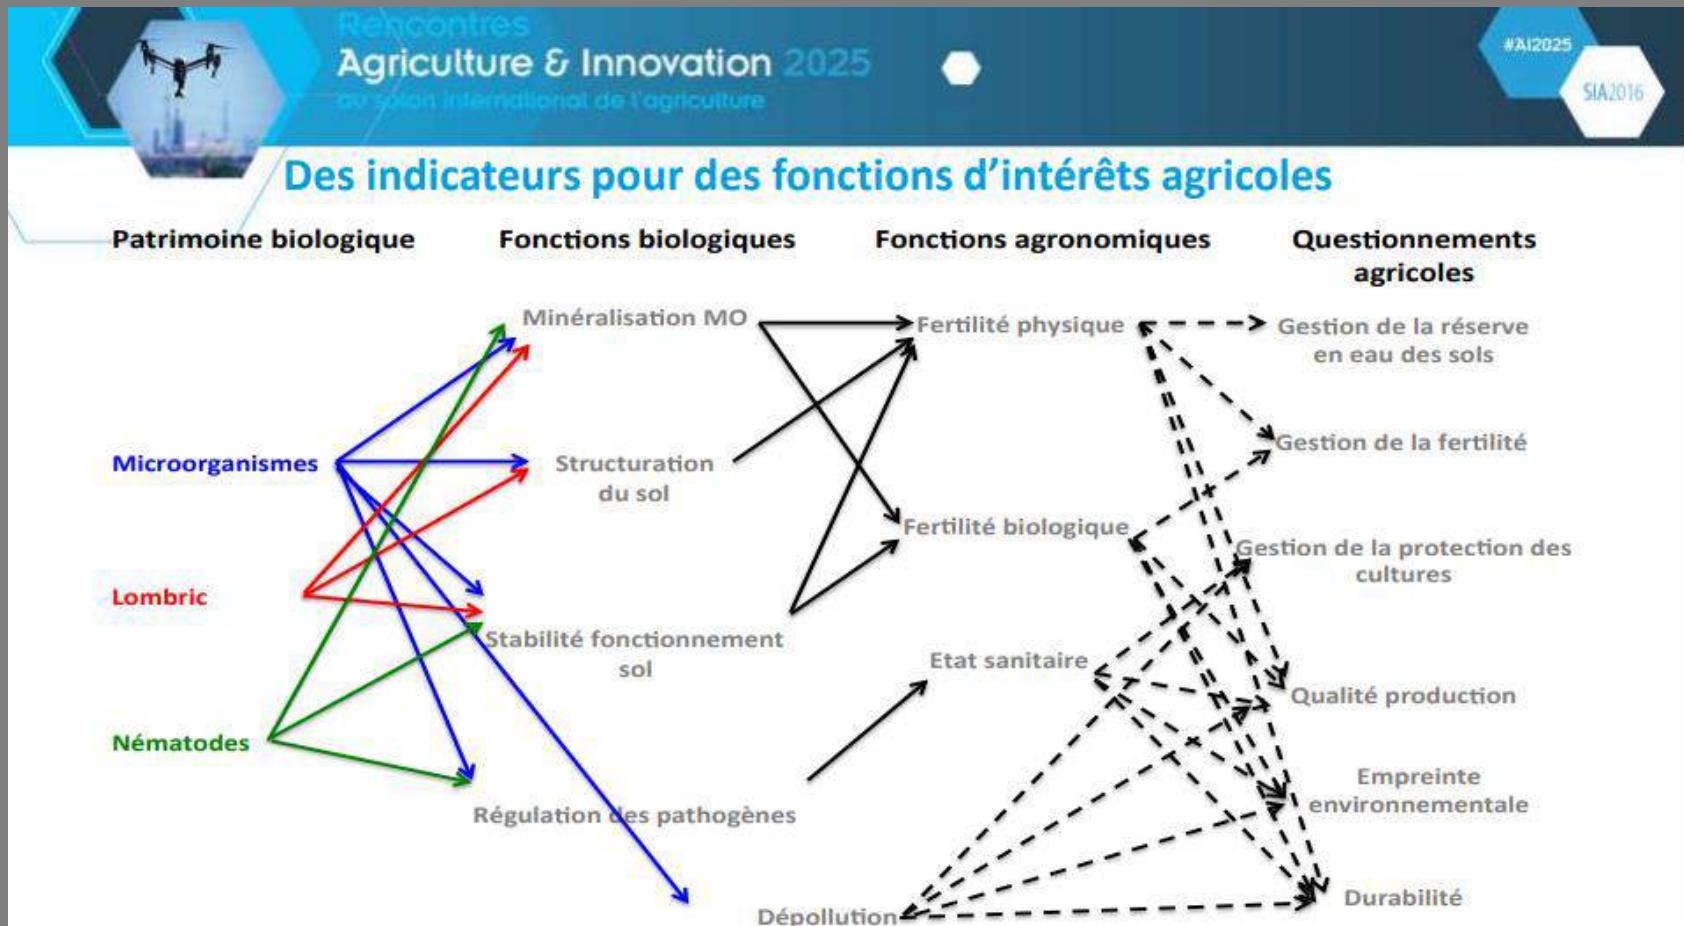 Rencontres
Agriculture & Innovation 2025
au salon international de l'agriculture
#AI2025
SIA2016
Des indicateurs pour des fonctions d'intérêts agricoles
Patrimoine biologique
Fonctions biologiques
Fonctions agronomiques
Questionnements
agricoles
Minéralisation MO
Fertilité physique
Gestion de la réserve
en eau des sols
Gestion de la fertilité
Microorganismes
Structuration
du sol
Fertilité biologique
Gestion de la protection des
cultures
Lombric
Stabilité fonctionnement
sol
Etat sanitaire
Qualité production
Nématodes
Empreinte
environnementale
Régulation des pathogènes
Durabilité
Dépollution